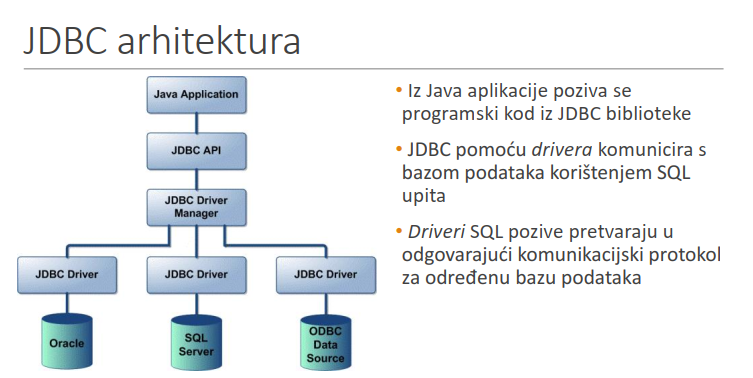 JDBC arhitektura
Java Application
JDBC API
JDBC Driver
Manager
JDBC Driver
JDBC Driver
JDBC Driver
Oracle
SQL
Server
ODBC
Data
Source
• Iz Java aplikacije poziva se
programski kod iz JDBC biblioteke
• JDBC pomoću drivera komunicira s
bazom podataka korištenjem SQL
upita
• Driveri SQL pozive pretvaraju u
odgovarajući komunikacijski protokol
za određenu bazu podataka